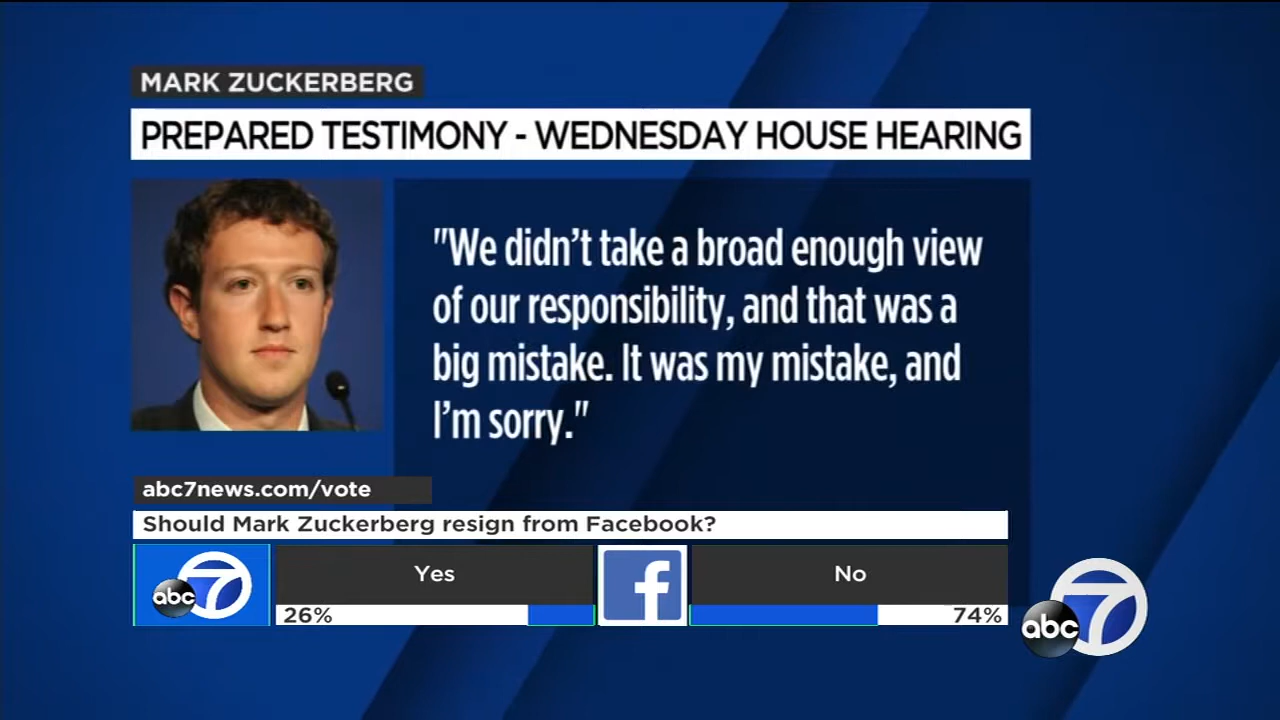 MARK ZUCKERBERG
PREPARED TESTIMONY - WEDNESDAY HOUSE HEARING
"We didn’t take a broad enough view
of our responsibility, and that was a
big mistake. It was my mistake, and
I’m sorry."
abc7news.com/vote
Should Mark Zuckerberg resign from Facebook?
abc 7
Yes
f
No
26%
74%
abc 7